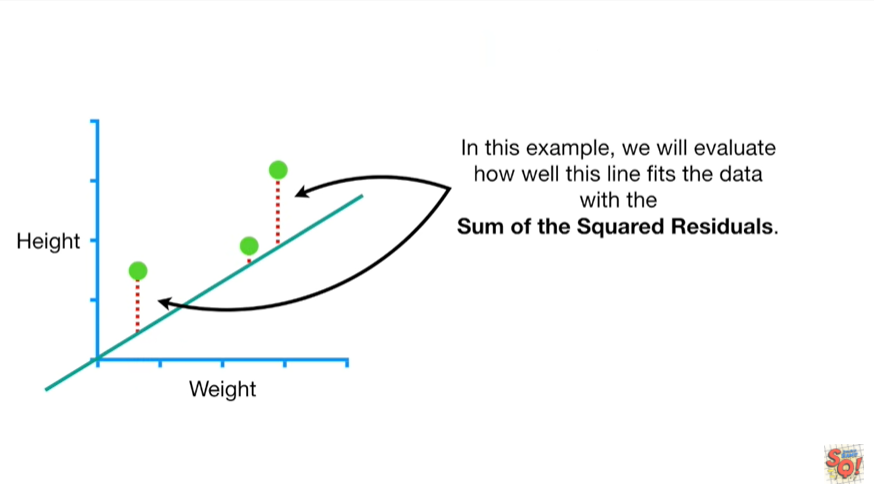 In this example, we will evaluate
how well this line fits the data
with the
Sum of the Squared Residuals.
Height
Weight
SQ!